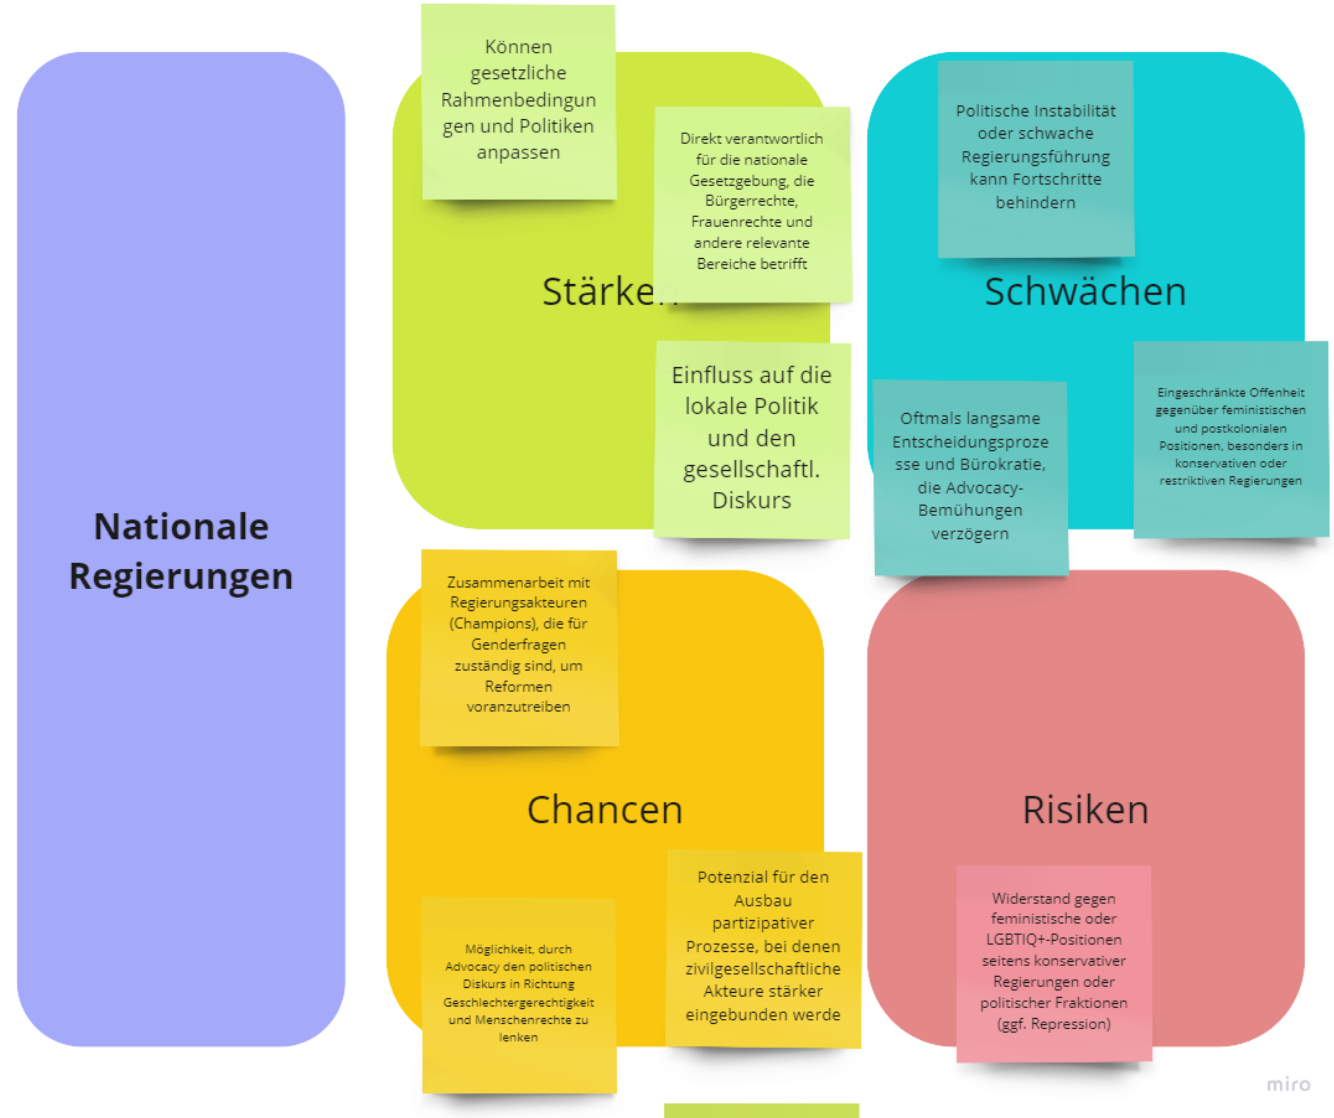 Nationale
Regierungen
Können
gesetzliche
Rahmenbedingun
gen und Politiken
anpassen
Direkt verantwortlich
für die nationale
Gesetzgebung, die
Bürgerrechte,
Frauenrechte und
andere relevante
Bereiche betrifft
Stärken
Einfluss auf die
lokale Politik
und den
gesellschaftl.
Diskurs
Politische Instabilität
oder schwache
Regierungsführung
kann Fortschritte
behindern
Schwächen
Oftmals langsame
Entscheidungsproze
sse und Bürokratie,
die Advocacy-
Bemühungen
verzögern
Eingeschränkte Offenheit
gegenüber feministischen
und postkolonialen
Positionen, besonders in
konservativen oder
restriktiven Regierungen
Zusammenarbeit mit
Regierungsakteuren
(Champions), die für
Genderfragen
zuständig sind, um
Reformen
voranzutreiben
Chancen
Möglichkeit, durch
Advocacy den politischen
Diskurs in Richtung
Geschlechtergerechtigkeit
und Menschenrechte zu
lenken
Potenzial für den
Ausbau
partizipativer
Prozesse, bei denen
zivilgesellschaftliche
Akteure stärker
eingebunden werde
Risiken
Widerstand gegen
feministische oder
LGBTIQ+-Positionen
seitens konservativer
Regierungen oder
politischer Fraktionen
(ggf. Repression)
miro